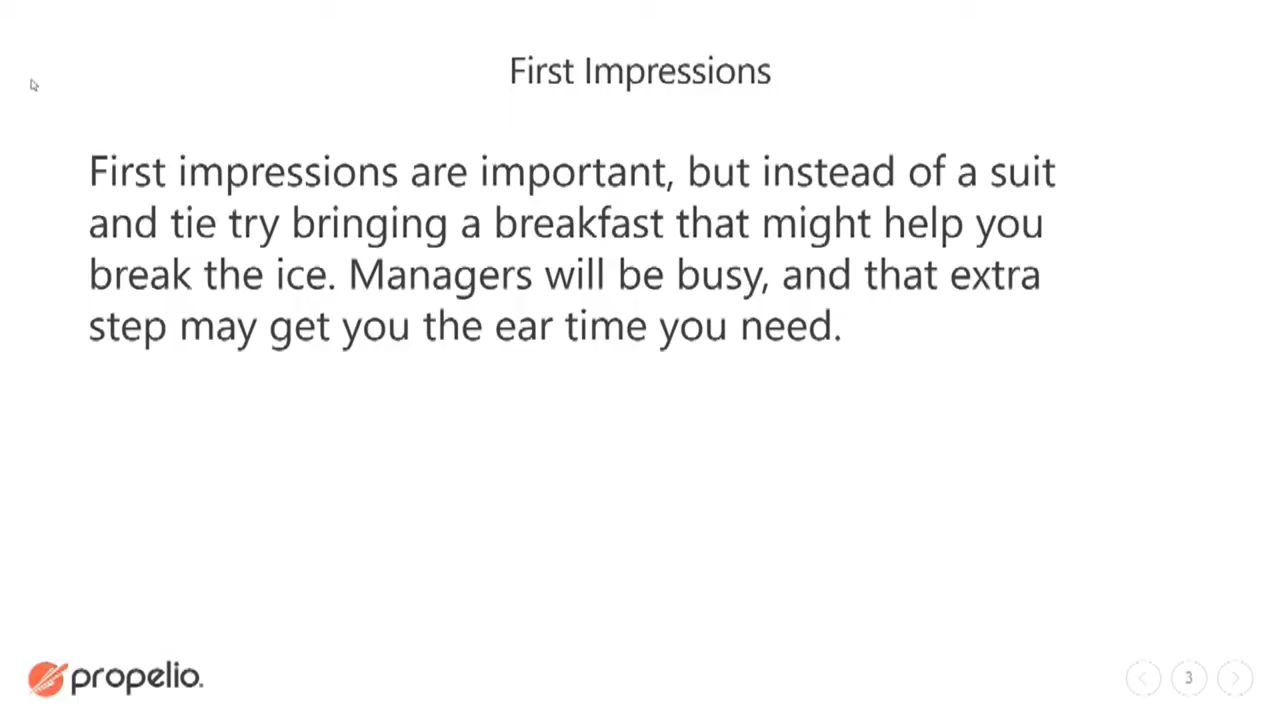 First Impressions
First impressions are important, but instead of a suit
and tie try bringing a breakfast that might help you
break the ice. Managers will be busy, and that extra
step may get you the ear time you need.
propelio.
3